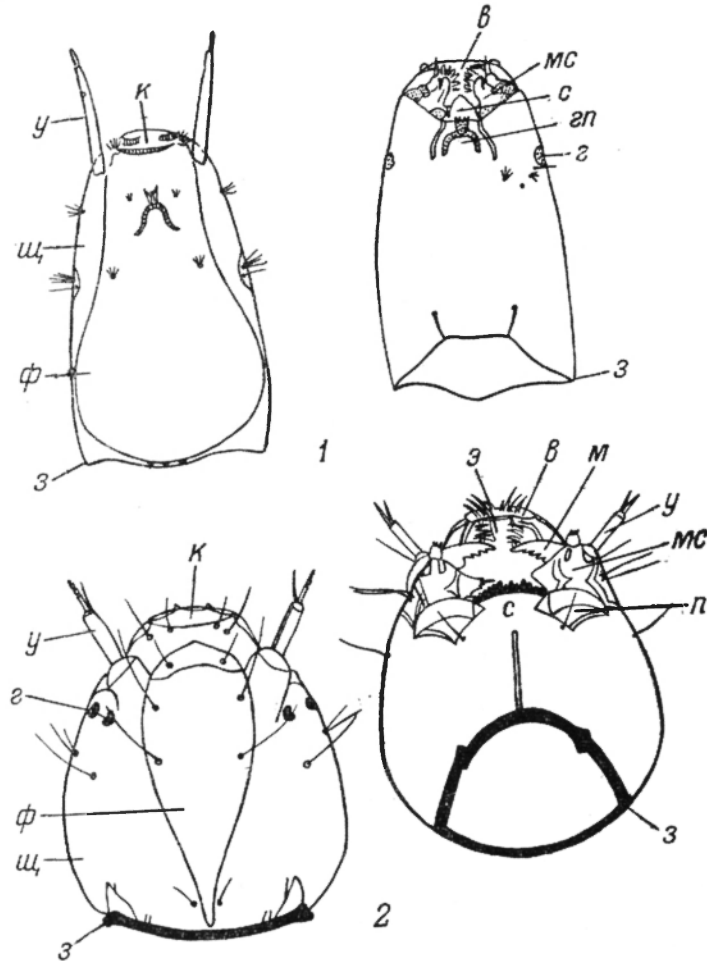 к
у
щ
ф
з
в
мс
с
гп
г
з
1
к
у
г
ф
щ
з
э
в
м
у
мс
п
с
з
2